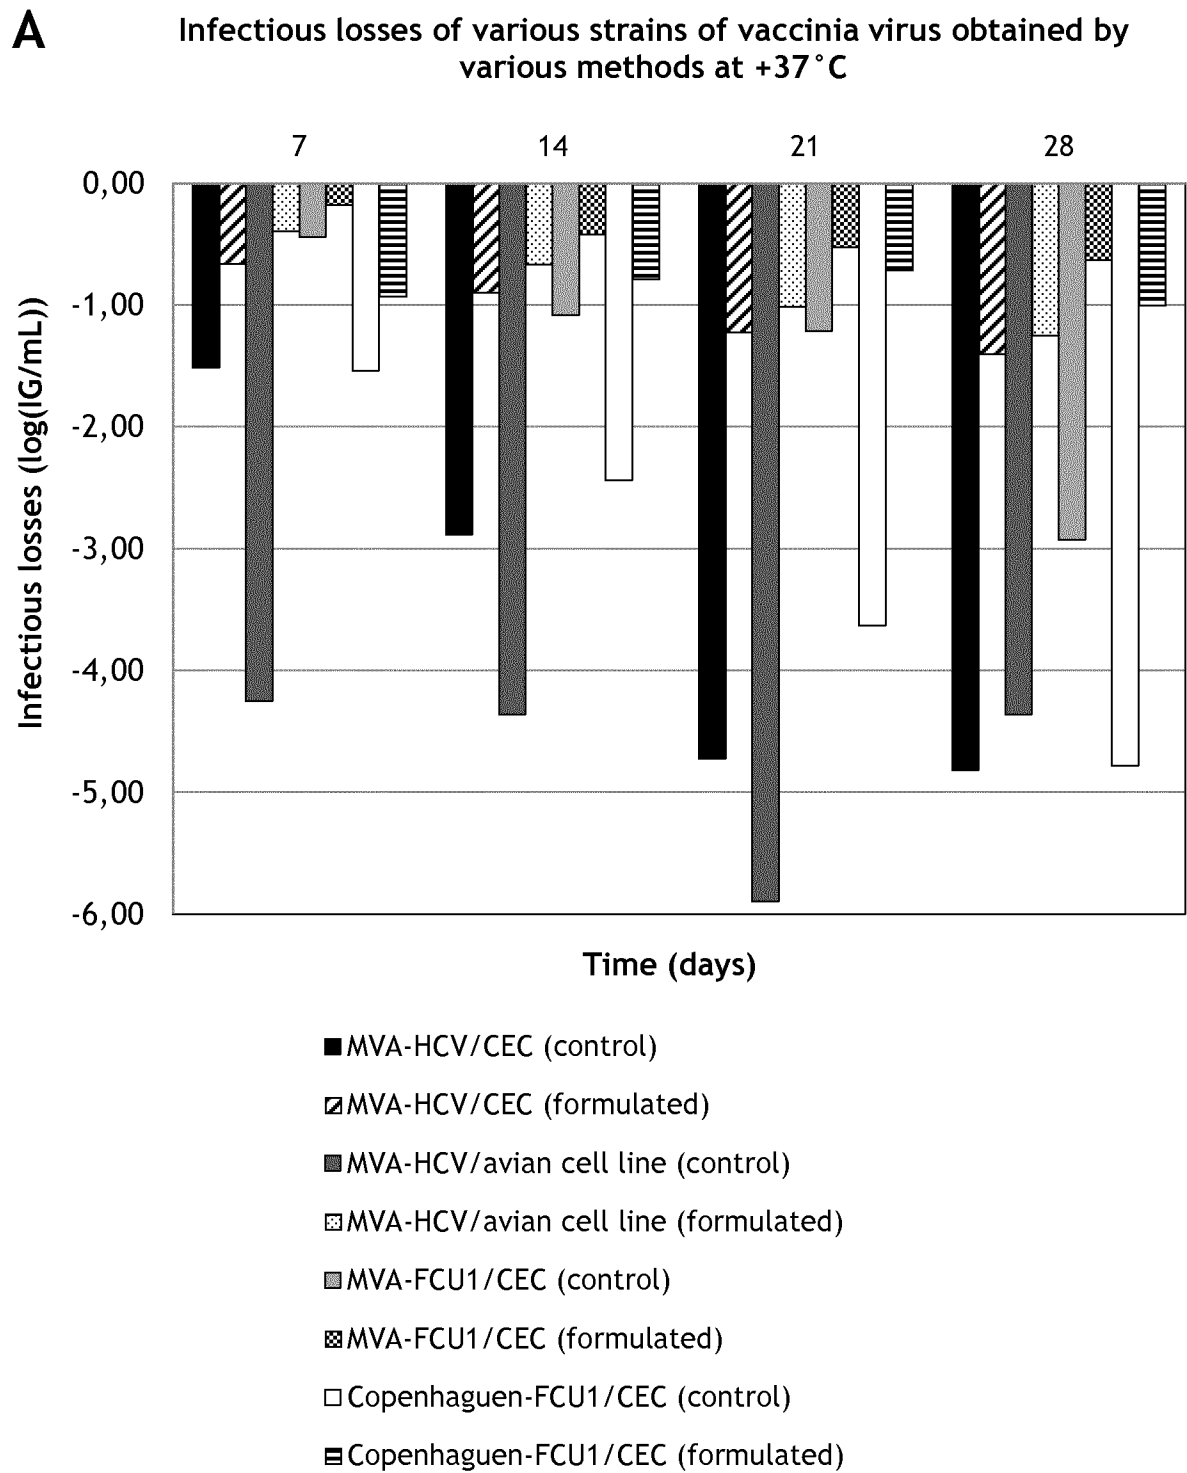 A
Infectious losses of various strains of vaccinia virus obtained by
various methods at +37°C
7 14 21 28
0,00
-1,00
-2,00
-3,00
-4,00
-5,00
-6,00
Infectious losses (log(IG/mL))
Time (days)
MVA-HCV/CEC (control)
MVA-HCV/CEC (formulated)
MVA-HCV/avian cell line (control)
MVA-HCV/avian cell line (formulated)
MVA-FCU1/CEC (control)
MVA-FCU1/CEC (formulated)
Copenhaguen-FCU1/CEC (control)
Copenhaguen-FCU1/CEC (formulated)